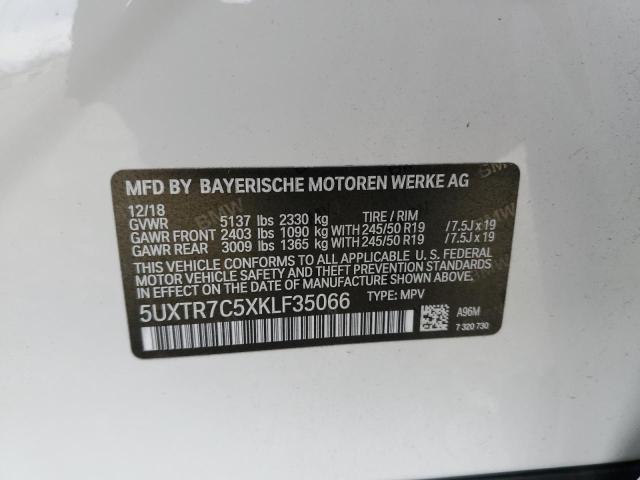 MFD BY BAYERISCHE MOTOREN WERKE AG
12/18
GVWR 5137 lbs 2330 kg TIRE / RIM
GAWR FRONT 2403 lbs 1090 kg WITH 245/50 R19 /7.5J x 19
GAWR REAR 3009 lbs 1365 kg WITH 245/50 R19 /7.5J x 19
THIS VEHICLE CONFORMS TO ALL APPLICABLE U. S. FEDERAL
MOTOR VEHICLE SAFETY, BUMPER, AND THEFT PREVENTION
STANDARDS IN EFFECT ON THE DATE OF MANUFACTURE SHOWN ABOVE.
5UXTR7C5XKLF35066 TYPE: MPV
A96M
7 320 730